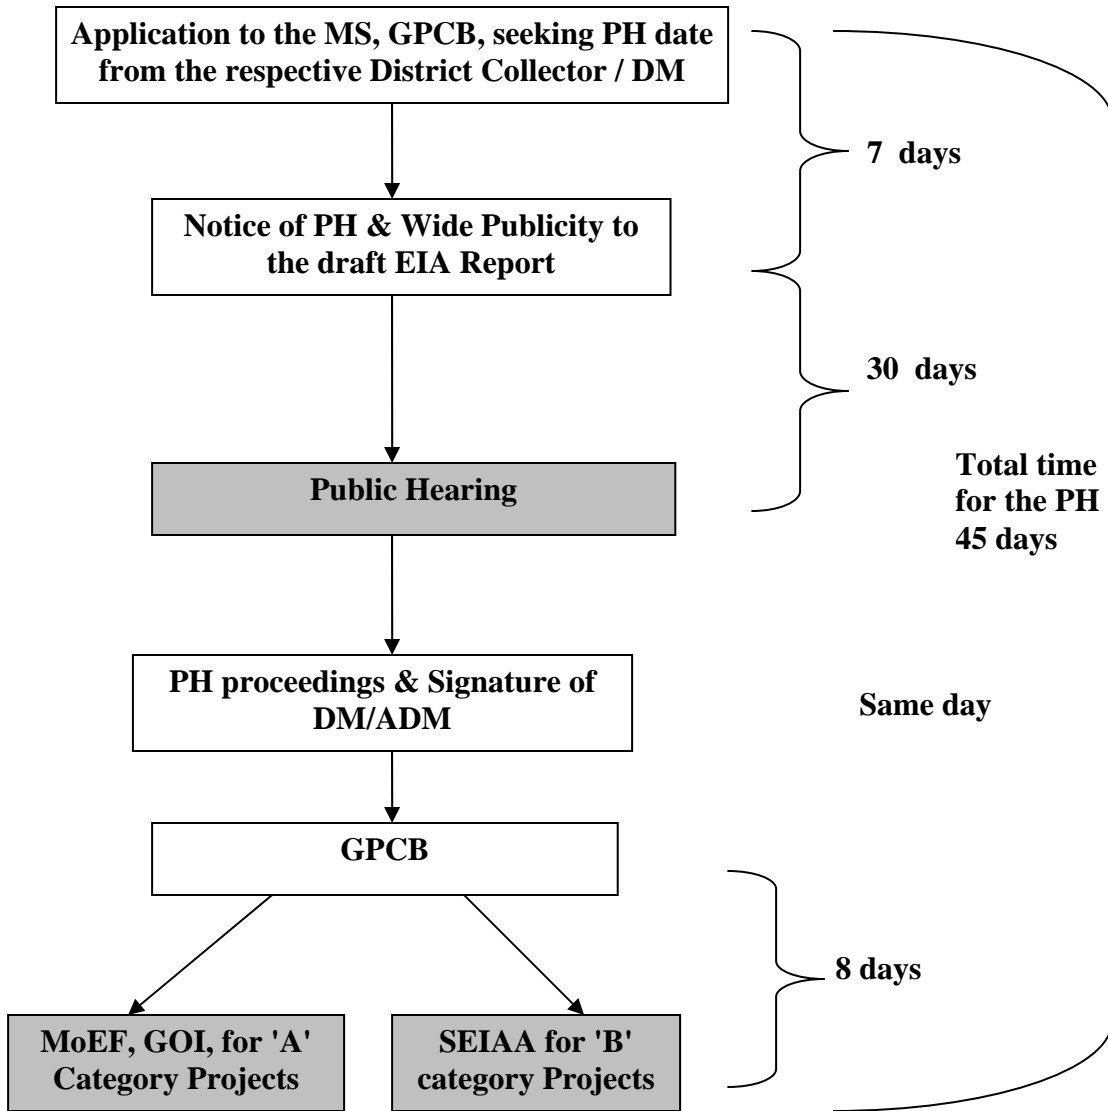 Application to the MS, GPCB, seeking PH date
from the respective District Collector / DM
7 days
Notice of PH & Wide Publicity to
the draft EIA Report
30 days
Total time
for the PH
45 days
Public Hearing
PH proceedings & Signature of
DM/ADM
Same day
GPCB
8 days
MoEF, GOI, for 'A'
Category Projects
SEIAA for 'B'
category Projects